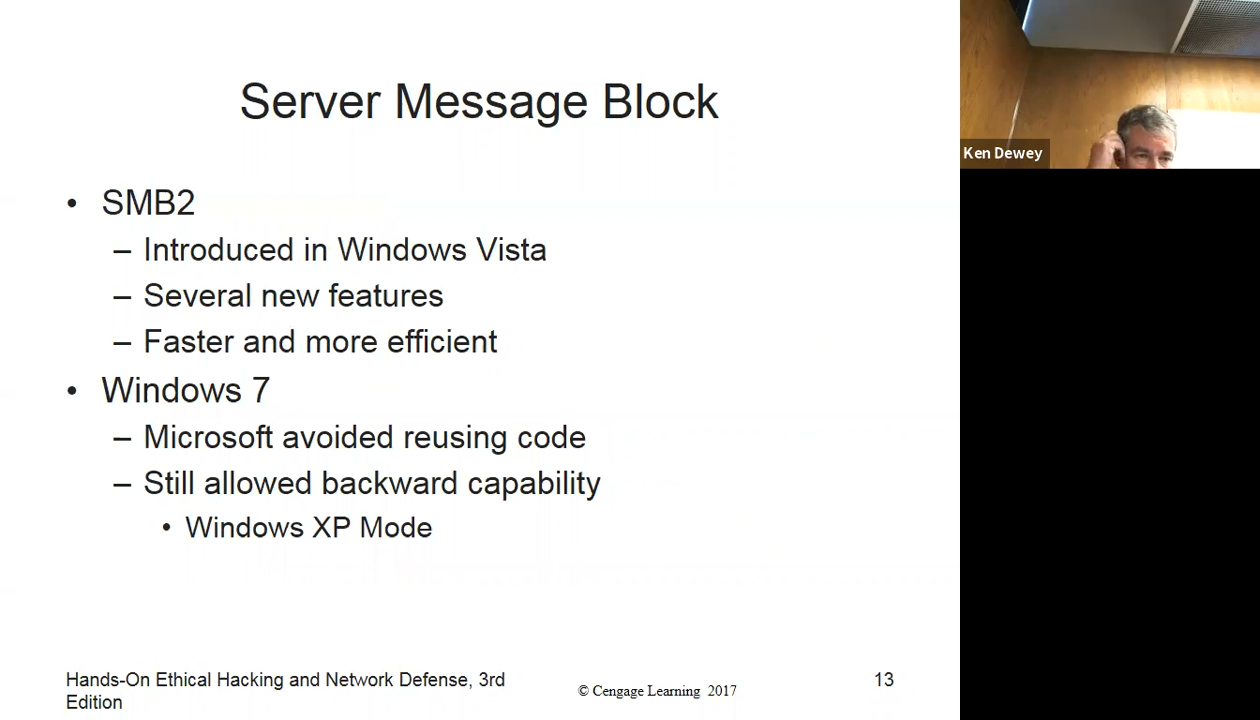 Server Message Block
• SMB2
– Introduced in Windows Vista
– Several new features
– Faster and more efficient
• Windows 7
– Microsoft avoided reusing code
– Still allowed backward capability
• Windows XP Mode
Hands-On Ethical Hacking and Network Defense, 3rd
Edition
© Cengage Learning 2017
13
Ken Dewey